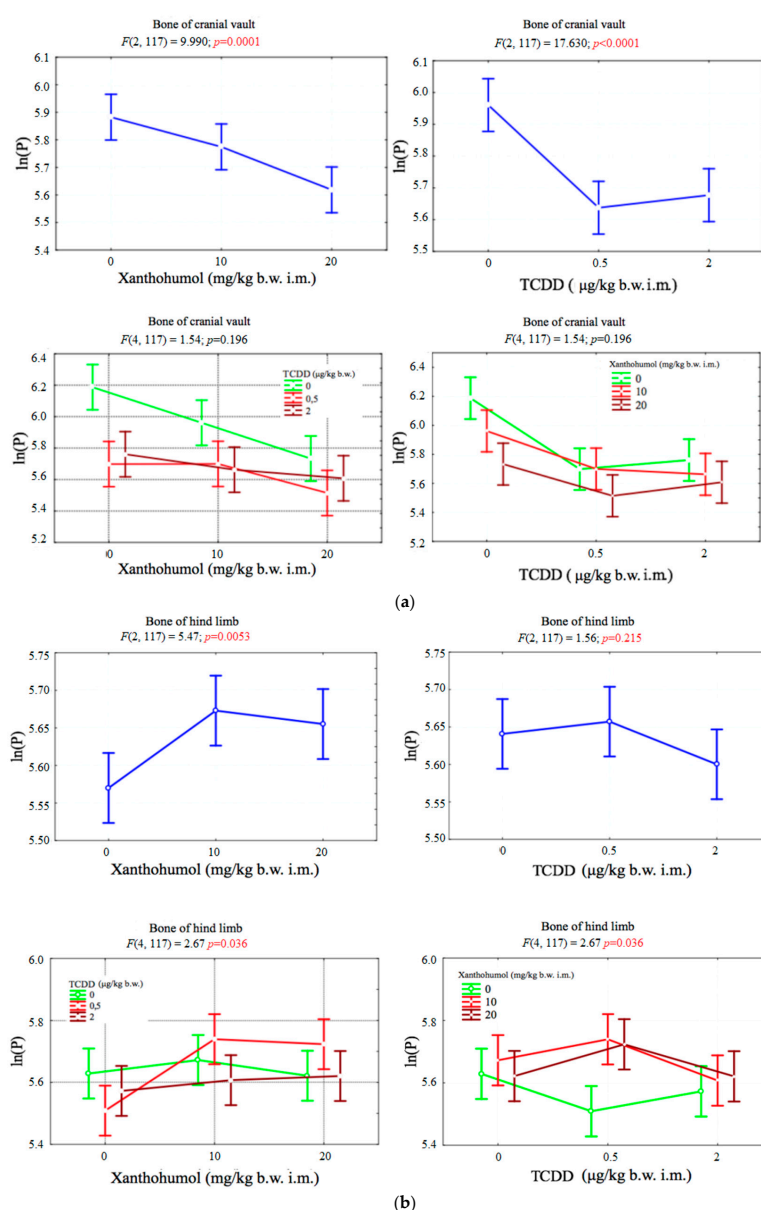 Bone of cranial vault
F(2, 117) = 9.990; p=0.0001
ln(P)
6.1
6.0
5.9
5.8
5.7
5.6
5.5
5.4
0 10 20
Xanthohumol (mg/kg b.w. i.m.)
Bone of cranial vault
F(2, 117) = 17.630; p<0.0001
ln(P)
6.1
6.0
5.9
5.8
5.7
5.6
5.5
0 0.5 2
TCDD ( µg/kg b.w. i.m.)
Bone of cranial vault
F(4, 117) = 1.54; p=0.196
ln(P)
6.4
6.2
6.0
5.8
5.6
5.4
5.2
TCDD (µg/kg b.w.)
0
0,5
2
0 10 20
Xanthohumol (mg/kg b.w. i.m.)
Bone of cranial vault
F(4, 117) = 1.54; p=0.196
ln(P)
6.4
6.2
6.0
5.8
5.6
5.4
5.2
Xanthohumol (mg/kg b.w. i.m.)
0
10
20
0 0.5 2
TCDD ( µg/kg b.w. i.m.)
(a)
Bone of hind limb
F(2, 117) = 5.47; p=0.0053
ln(P)
5.75
5.70
5.65
5.60
5.55
5.50
0 10 20
Xanthohumol (mg/kg b.w. i.m.)
Bone of hind limb
F(2, 117) = 1.56; p=0.215
ln(P)
5.75
5.70
5.65
5.60
5.55
5.50
0 0.5 2
TCDD (µg/kg b.w. i.m.)
Bone of hind limb
F(4, 117) = 2.67 p=0.036
ln(P)
6.0
5.8
5.6
5.4
TCDD (µg/kg b.w.)
0
0,5
2
0 10 20
Xanthohumol (mg/kg b.w. i.m.)
Bone of hind limb
F(4, 117) = 2.67 p=0.036
ln(P)
6.0
5.8
5.6
5.4
Xanthohumol (mg/kg b.w. i.m.)
0
10
20
0 0.5 2
TCDD (µg/kg b.w. i.m.)
(b)